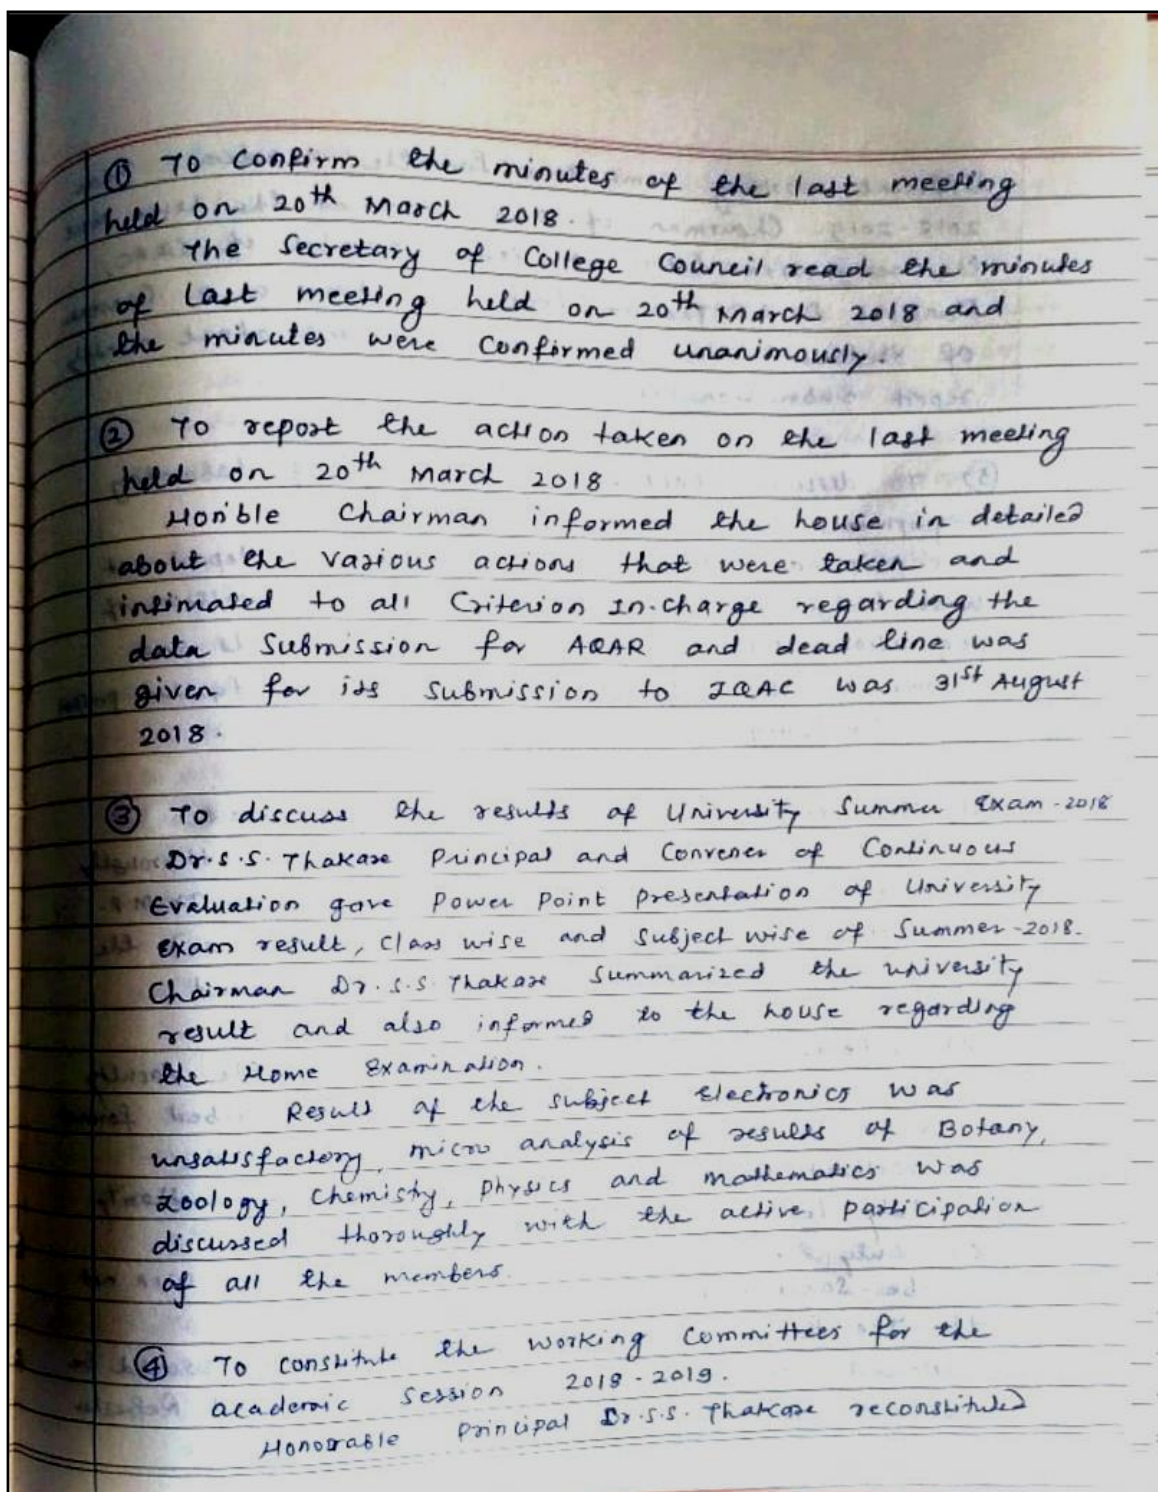 ① To Confirm the minutes of the last meeting
held on 20th March 2018.
The Secretary of College Council read the minutes
of Last meeting held on 20th March 2018 and
the minutes were Confirmed unanimously.
② To report the action taken on the last meeting
held on 20th March 2018
Hon'ble Chairman informed the house in detailed
about the various actions that were taken and
intimated to all Criterion In-charge regarding the
data Submission for AQAR and dead line was
given for its submission to IQAC was 31st August
2018.
③ To discuss the results of University Summer Exam-2018
Dr.S.S. Thakare Principal and Convener of Continuous
Evaluation gave Power Point presentation of University
Exam result, Class wise and Subject wise of Summer-2018.
Chairman Dr.S.S. Thakare Summarized the university
result and also informed to the house regarding
the Home Examination.
Result of the subject Electronics was
unsatisfactory, micro analysis of results of Botany,
Zoology, Chemistry, Physics and mathematics was
discussed thoroughly with the active participation
of all the members.
④ To constitute the working Committees for the
academic Session 2018-2019.
Honourable Principal Dr.S.S. Thakare reconstituted